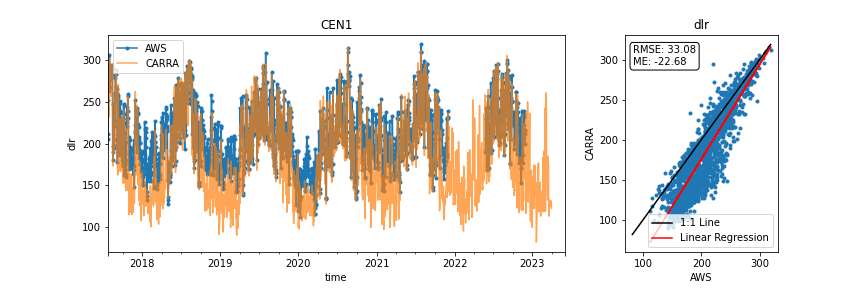 CEN1
AWS
CARRA
300
250
200
150
100
dlr
2018
2019
2020
2021
2022
2023
time
dlr
RMSE: 33.08
ME: -22.68
300
250
200
150
100
CARRA
1:1 Line
Linear Regression
100
200
300
AWS